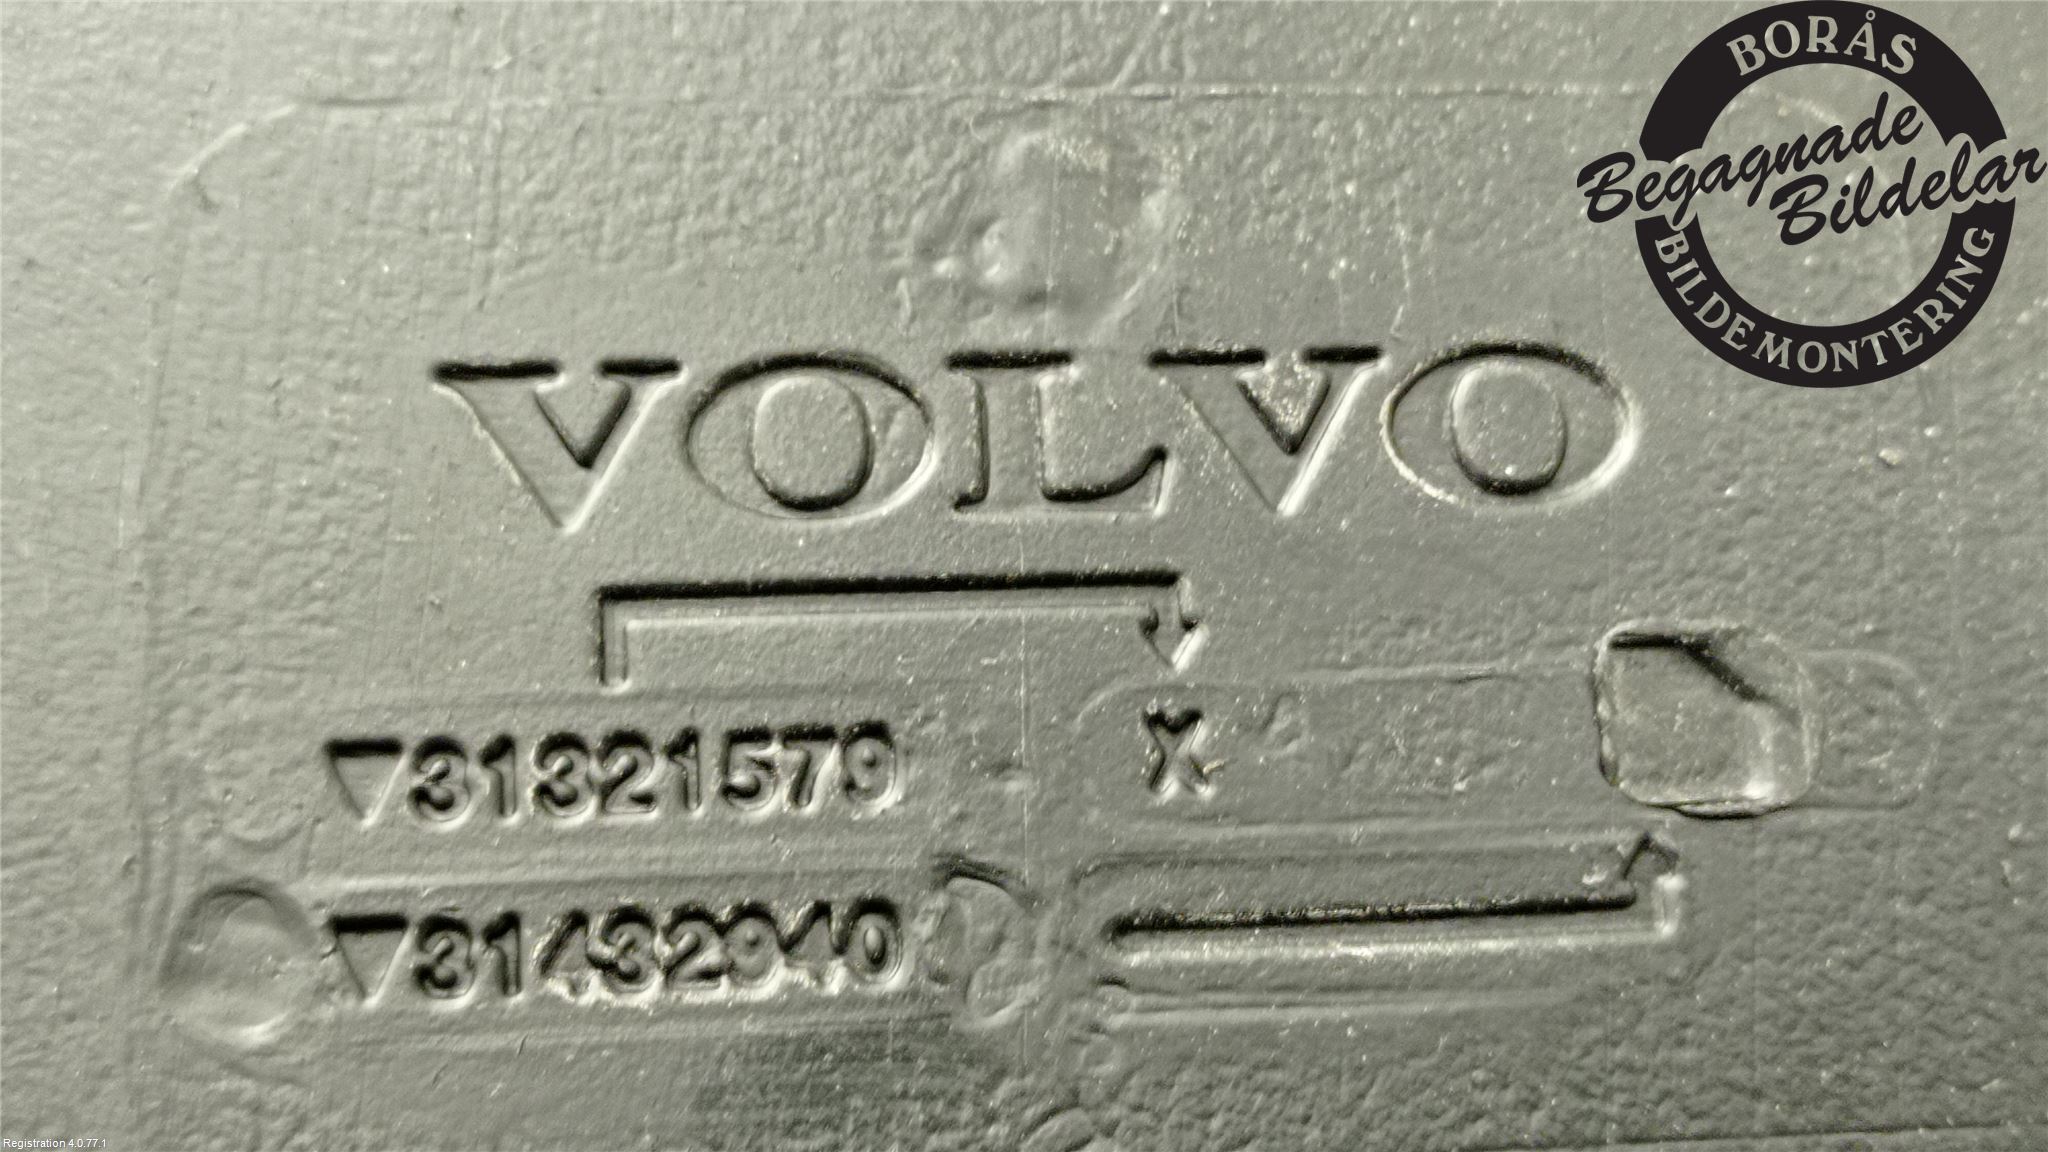 BORÅS
Begagnade
Bildelar
BILDEMONTERING
VOLVO
31321579
X
31432940
Registration 4.0.77.1